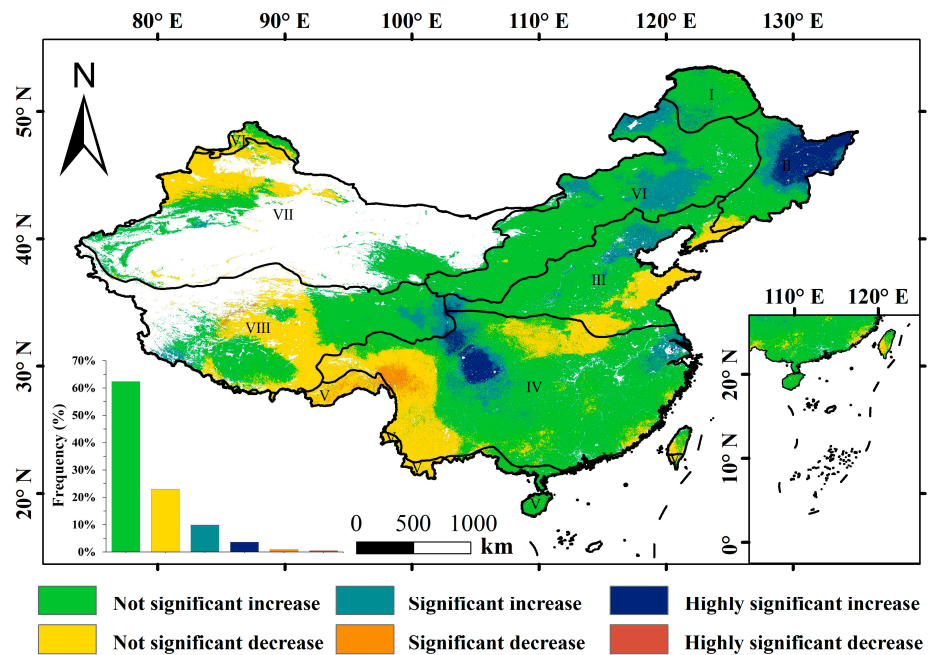 80° E 90° E 100° E 110° E 120° E 130° E
N
50° N
40° N
30° N
20° N
I
II
VI
VI
VII
III
VIII
IV
V
V
V
V
V
110° E 120° E
20° N
10° N
0°
70%
60%
50%
40%
30%
20%
10%
0%
Frequency (%)
0 500 1000
km
Not significant increase Significant increase Highly significant increase
Not significant decrease Significant decrease Highly significant decrease